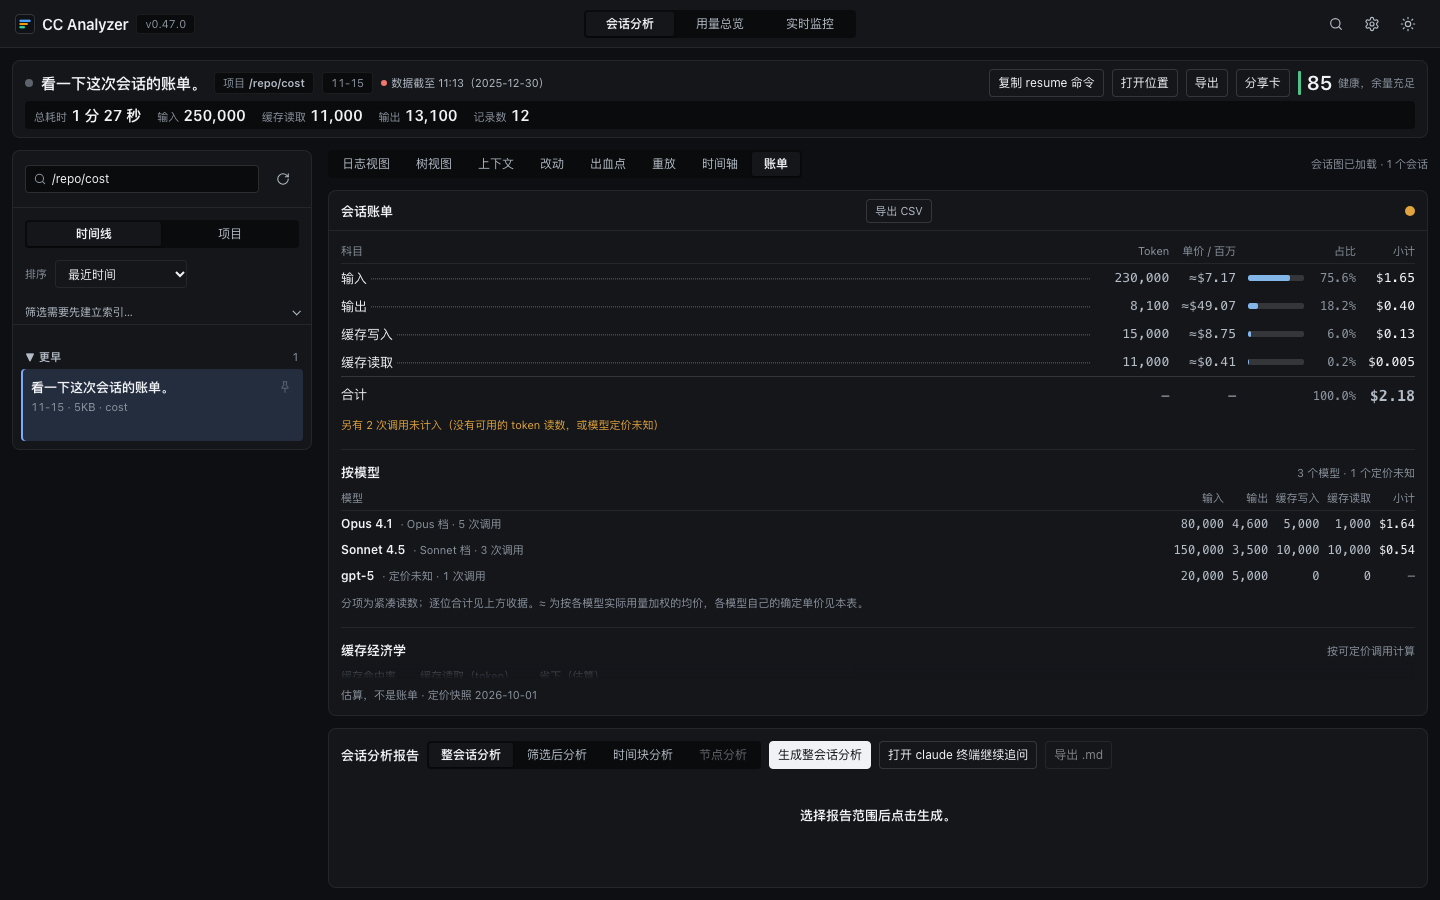 CC Analyzer v0.47.0 会话分析 用量总览 实时监控
看一下这次会话的账单。 项目 /repo/cost 11-15 数据截至 11:13（2025-12-30） 复制 resume 命令 打开位置 导出 分享卡 85 健康，余量充足
总耗时 1 分 27 秒 输入 250,000 缓存读取 11,000 输出 13,100 记录数 12
/repo/cost
时间线 项目
排序 最近时间
筛选需要先建立索引...
▼ 更早 1
看一下这次会话的账单。
11-15 · 5KB · cost
日志视图 树视图 上下文 改动 出血点 重放 时间轴 账单 会话图已加载 · 1 个会话
会话账单 导出 CSV
科目 Token 单价 / 百万 占比 小计
输入 230,000 ≈$7.17 75.6% $1.65
输出 8,100 ≈$49.07 18.2% $0.40
缓存写入 15,000 ≈$8.75 6.0% $0.13
缓存读取 11,000 ≈$0.41 0.2% $0.005
合计 — — 100.0% $2.18
另有 2 次调用未计入（没有可用的 token 读数，或模型定价未知）
按模型 3 个模型 · 1 个定价未知
模型 输入 输出 缓存写入 缓存读取 小计
Opus 4.1 · Opus 档 · 5 次调用 80,000 4,600 5,000 1,000 $1.64
Sonnet 4.5 · Sonnet 档 · 3 次调用 150,000 3,500 10,000 10,000 $0.54
gpt-5 · 定价未知 · 1 次调用 20,000 5,000 0 0 —
分项为紧凑读数；逐位合计见上方收据。≈ 为按各模型实际用量加权的均价，各模型自己的确定单价见本表。
缓存经济学 按可定价调用计算
缓存命中率 缓存读取（token） 省下（估算）
估算，不是账单 · 定价快照 2026-10-01
会话分析报告 整会话分析 筛选后分析 时间块分析 节点分析 生成整会话分析 打开 claude 终端继续追问 导出 .md
选择报告范围后点击生成。